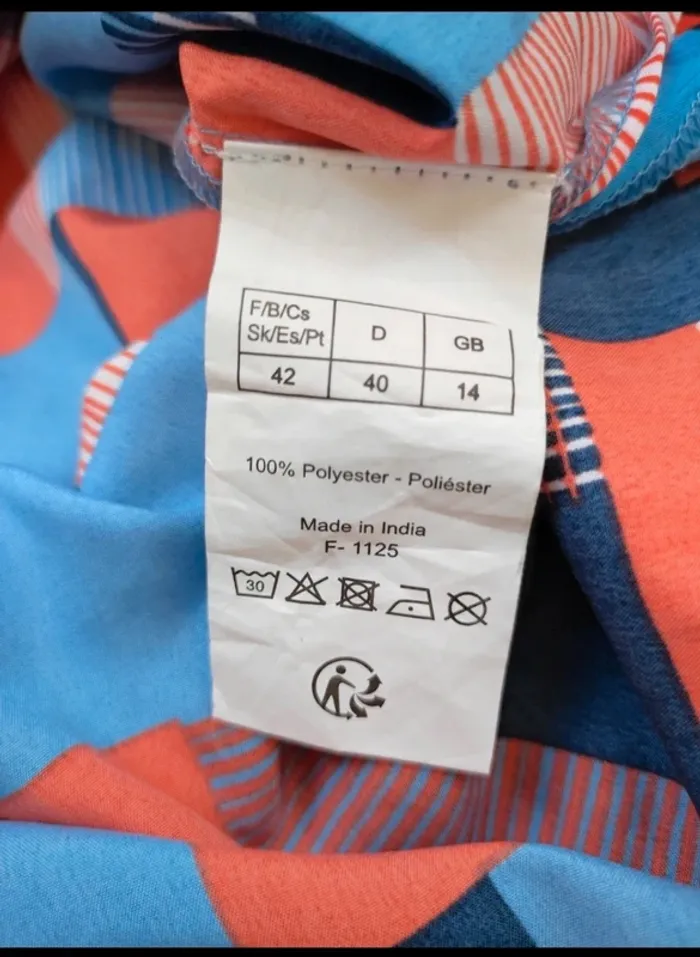 F/B/Cs
Sk/Es/Pt
D
GB
42
40
14
100% Polyester - Poliéster
Made in India
F- 1125
30